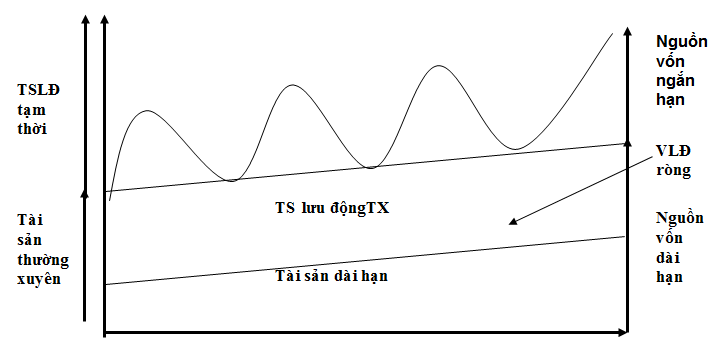 TSLĐ
tạm
thời
Tài
sản
thường
xuyên
TS lưu độngTX
Tài sản dài hạn
Nguồn
vốn
ngắn
hạn
VLĐ
ròng
Nguồn
vốn
dài
hạn